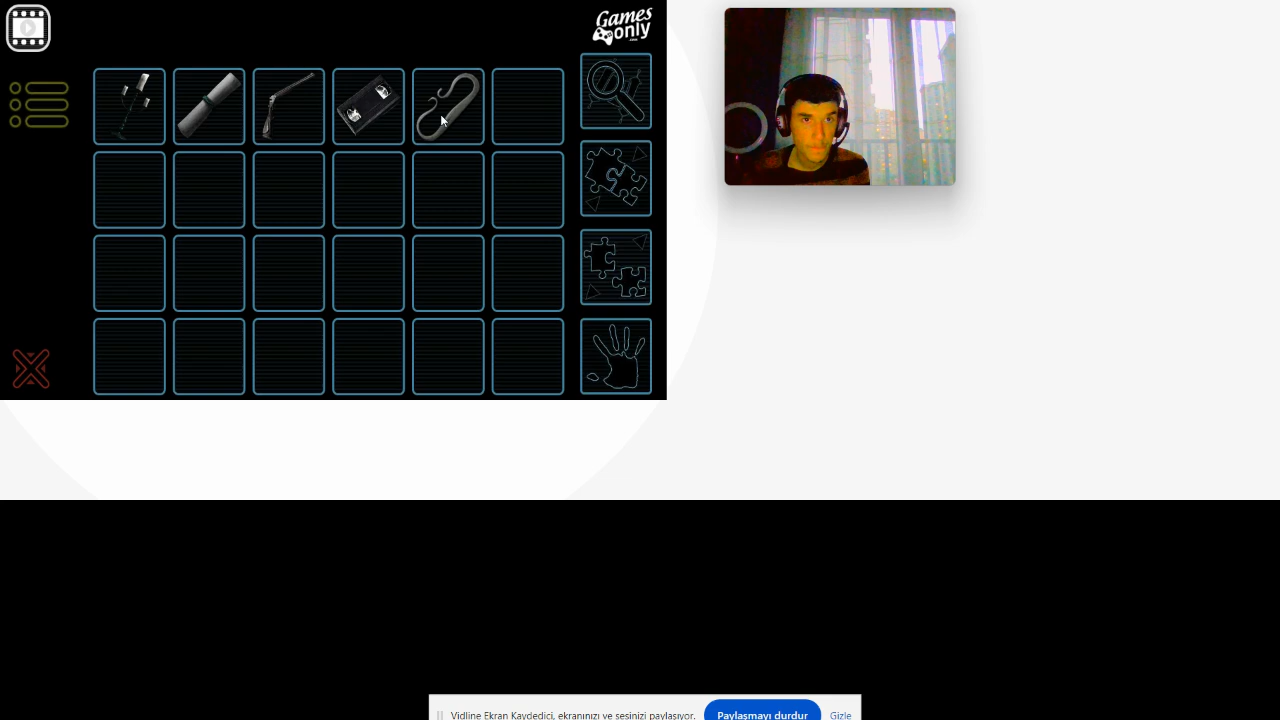 Games
only
Vidline Ekran Kaydedici, ekranınızı ve sesinizi paylaşıyor. Paylaşmayı durdur Gizle